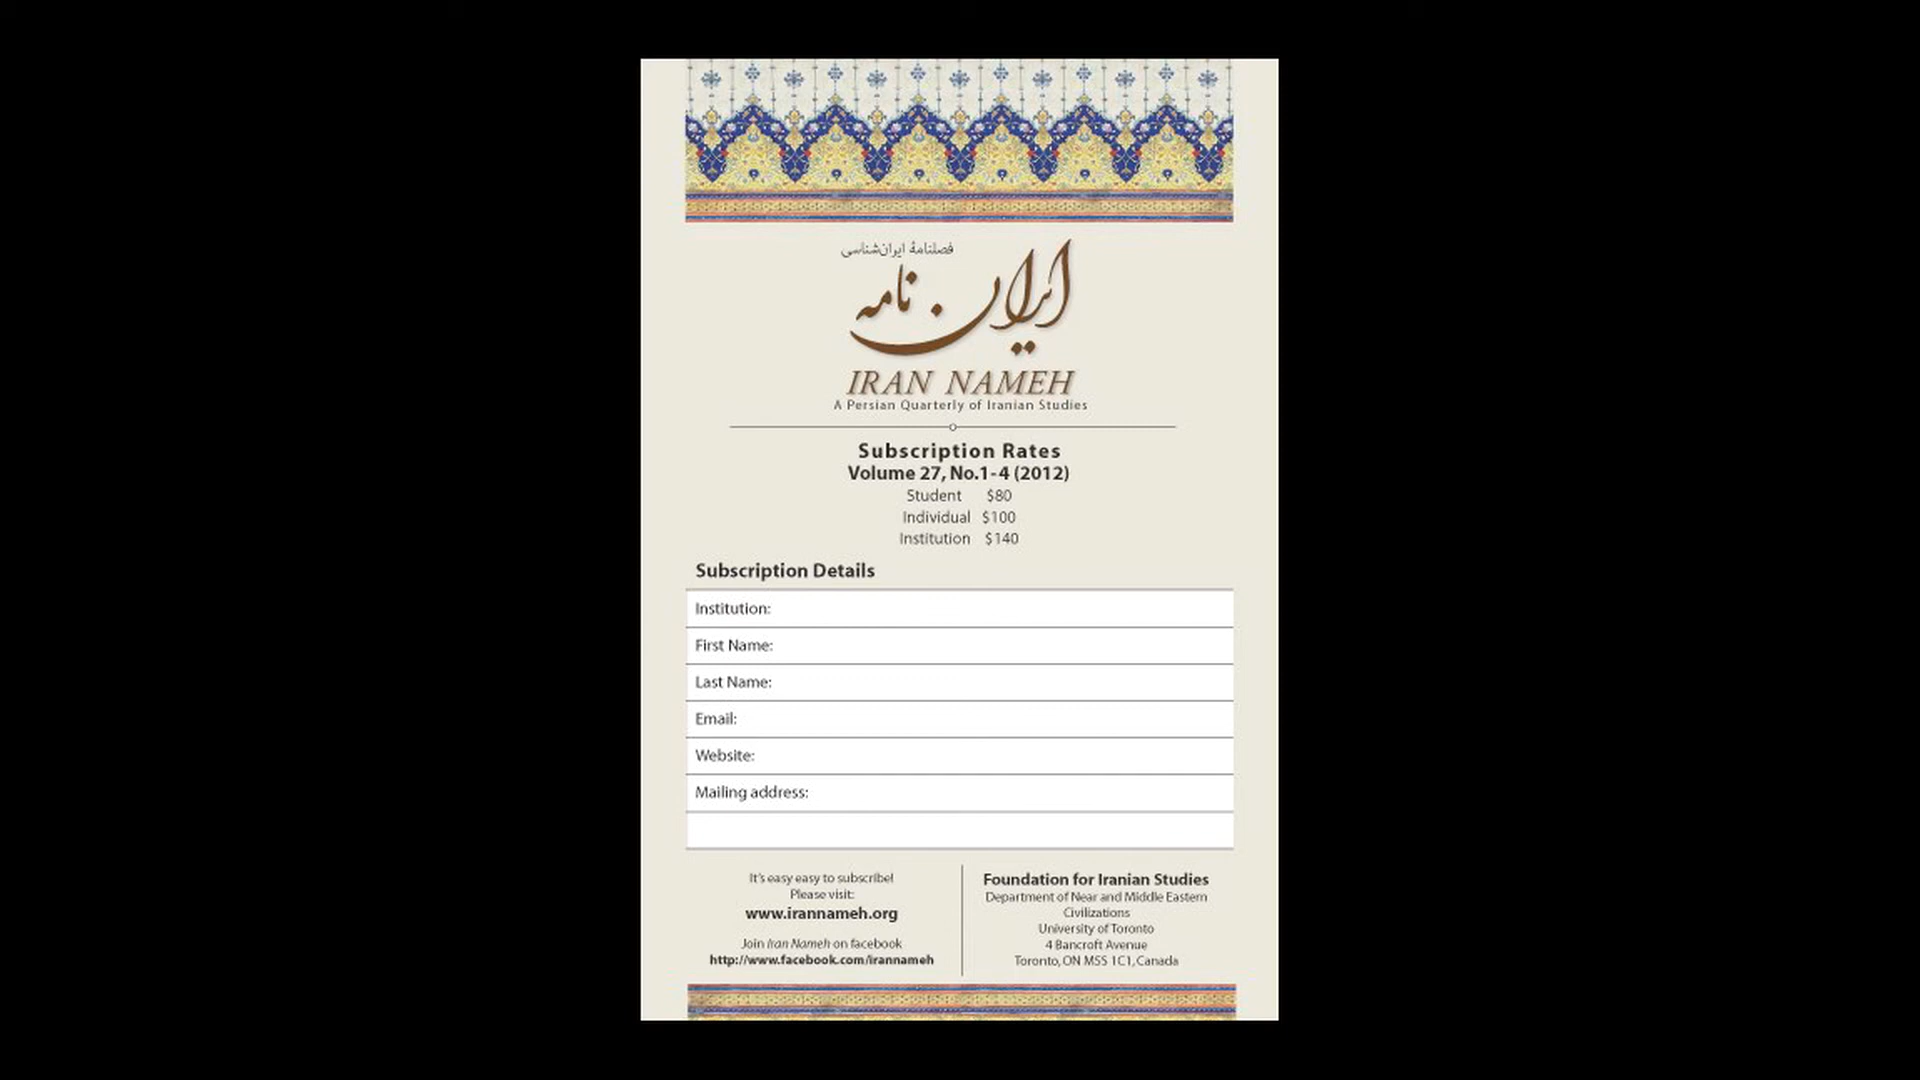 فصلنامهٔ ایران‌شناسی
ایران نامه
IRAN NAMEH
A Persian Quarterly of Iranian Studies
Subscription Rates
Volume 27, No.1-4 (2012)
Student $80
Individual $100
Institution $140
Subscription Details
Institution:
First Name:
Last Name:
Email:
Website:
Mailing address:
It's easy easy to subscribe!
Please visit:
www.irannameh.org
Join Iran Nameh on facebook
http://www.facebook.com/irannameh
Foundation for Iranian Studies
Department of Near and Middle Eastern
Civilizations
University of Toronto
4 Bancroft Avenue
Toronto, ON M5S 1C1, Canada